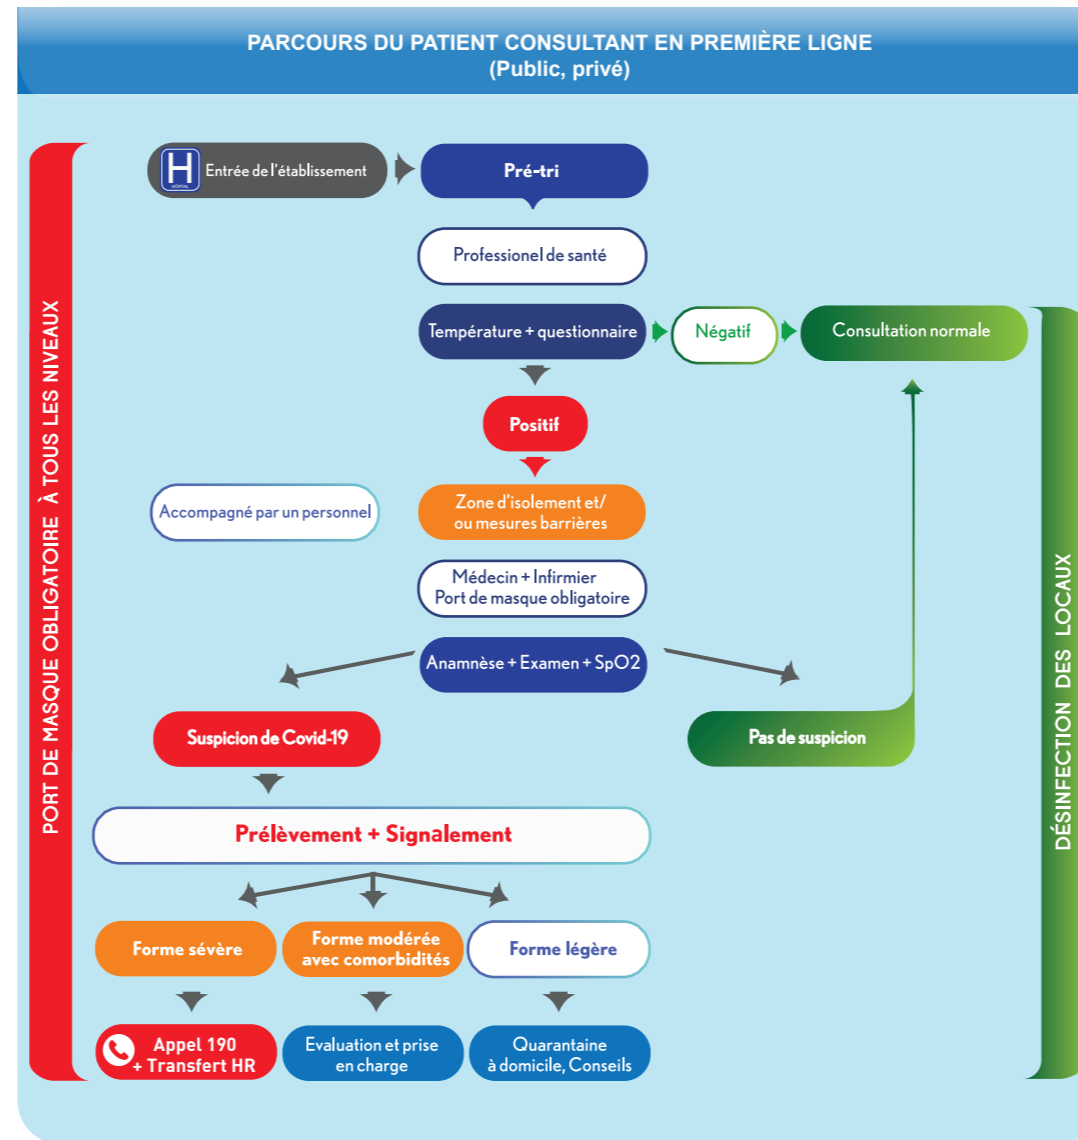 PARCOURS DU PATIENT CONSULTANT EN PREMIÈRE LIGNE
(Public, privé)
PORT DE MASQUE OBLIGATOIRE À TOUS LES NIVEAUX
H
HÔPITAL
Entrée de l'établissement
Pré-tri
Professionel de santé
Température + questionnaire
Négatif
Consultation normale
Positif
Accompagné par un personnel
Zone d'isolement et/
ou mesures barrières
Médecin + Infirmier
Port de masque obligatoire
Anamnèse + Examen + SpO2
Suspicion de Covid-19
Pas de suspicion
Prélèvement + Signalement
Forme sévère
Forme modérée
avec comorbidités
Forme légère
Appel 190
+ Transfert HR
Evaluation et prise
en charge
Quarantaine
à domicile, Conseils
DÉSINFECTION DES LOCAUX